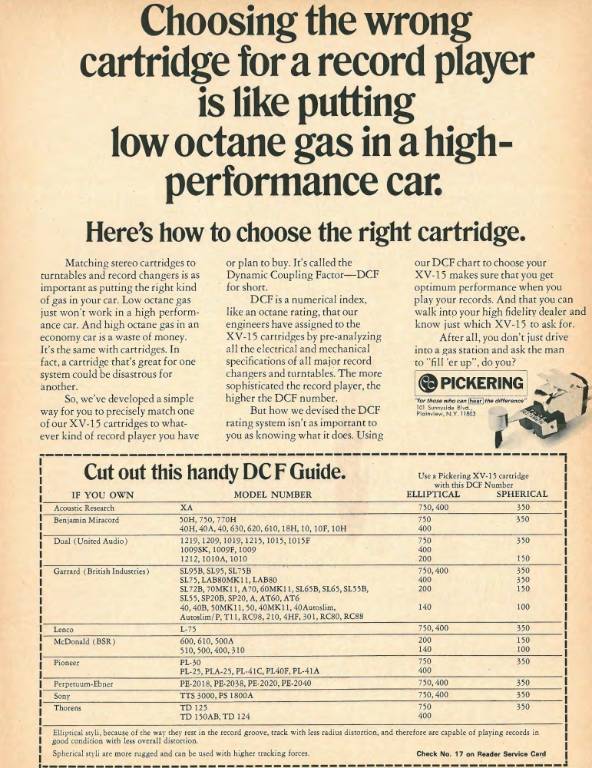 Choosing the wrong
cartridge for a record player
is like putting
low octane gas in a high-
performance car.
Here's how to choose the right cartridge.
Matching stereo cartridges to
turntables and record changers is as
important as putting the right kind
of gas in your car. Low octane gas
just won't work in a high perform-
ance car. And high octane gas in an
economy car is a waste of money.
It's the same with cartridges. In
fact, a cartridge that's great for one
system could be disastrous for
another.
So, we've developed a simple
way for you to precisely match one
of our XV-15 cartridges to what-
ever kind of record player you have
or plan to buy. It's called the
Dynamic Coupling Factor—DCF
for short.
DCF is a numerical index,
like an octane rating, that our
engineers have assigned to the
XV-15 cartridges by pre-analyzing
all the electrical and mechanical
specifications of all major record
changers and turntables. The more
sophisticated the record player, the
higher the DCF number.
But how we devised the DCF
rating system isn't as important to
you as knowing what it does. Using
our DCF chart to choose your
XV-15 makes sure that you get
optimum performance when you
play your records. And that you can
walk into your high fidelity dealer and
know just which XV-15 to ask for.
After all, you don't just drive
into a gas station and ask the man
to "fill 'er up", do you?
PICKERING
"for those who can hear the difference"
101 Sunnyside Blvd.,
Plainview, N.Y. 11803
Cut out this handy DCF Guide.
Use a Pickering XV-15 cartridge
with this DCF Number
IF YOU OWN MODEL NUMBER ELLIPTICAL SPHERICAL
Acoustic Research XA 750, 400 350
Benjamin Miracord 50H, 750, 770H 750 350
40H, 40A, 40, 630, 620, 610, 18H, 10, 10F, 10H 400
Dual (United Audio) 1219, 1209, 1019, 1215, 1015, 1015F 750 350
1009SK, 1009F, 1009 400
1212, 1010A, 1010 200 150
Garrard (British Industries) SL95B, SL95, SL75B 750, 400 350
SL75, LAB80MK11, LAB80 400 350
SL72B, 70MK11, A70, 60MK11, SL65B, SL65, SL55B, 200 150
SL55, SP20B, SP20, A, AT60, AT6
40, 40B, 50MK11, 50, 40MK11, 40Autoslim, 140 100
Autoslim/P, T11, RC98, 210, 4HF, 301, RC80, RC88
Lenco L-75 750, 400 350
McDonald (BSR) 600, 610, 500A 200 150
510, 500, 400, 310 140 100
Pioneer PL-30 750 350
PL-25, PLA-25, PL-41C, PL40F, PL-41A 400
Perpetuum-Ebner PE-2018, PE-2038, PE-2020, PE-2040 750, 400 350
Sony TTS 3000, PS 1800A 750, 400 350
Thorens TD 125 750 350
TD 150AB, TD 124 400
Elliptical styli, because of the way they rest in the record groove, track with less radius distortion, and therefore are capable of playing records in
good condition with less overall distortion.
Spherical styli are more rugged and can be used with higher tracking forces.
Check No. 17 on Reader Service Card